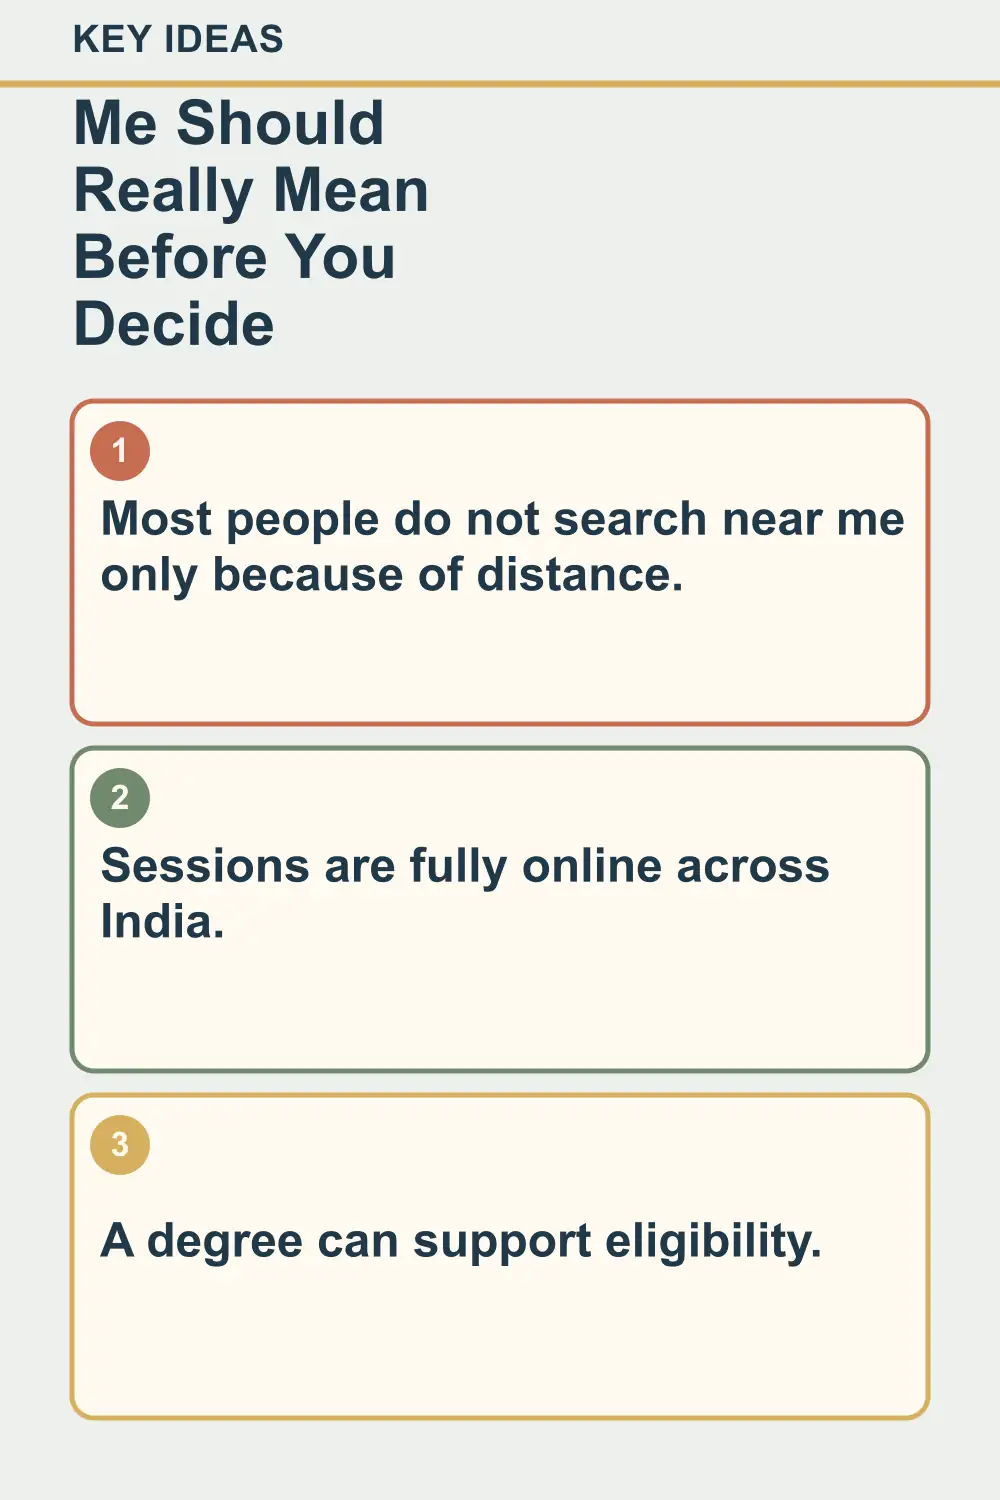 KEY IDEAS
Me Should
Really Mean
Before You
Decide
1
Most people do not search near me
only because of distance.
2
Sessions are fully online across
India.
3
A degree can support eligibility.